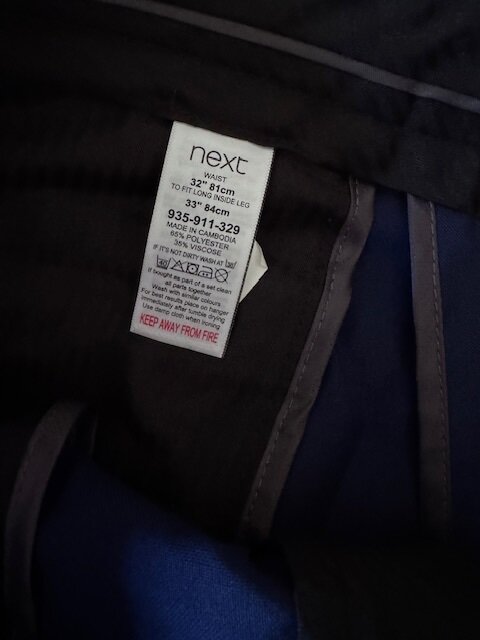 next
WAIST
32" 81cm
TO FIT LONG INSIDE LEG
33" 84cm
935-911-329
MADE IN CAMBODIA
65% POLYESTER
35% VISCOSE
IF IT'S NOT DIRTY WASH AT 30
40
If bought as part of a set clean
all parts together
Wash with similar colours
For best results place on hanger
immediately after tumble drying
Use damp cloth when ironing
KEEP AWAY FROM FIRE